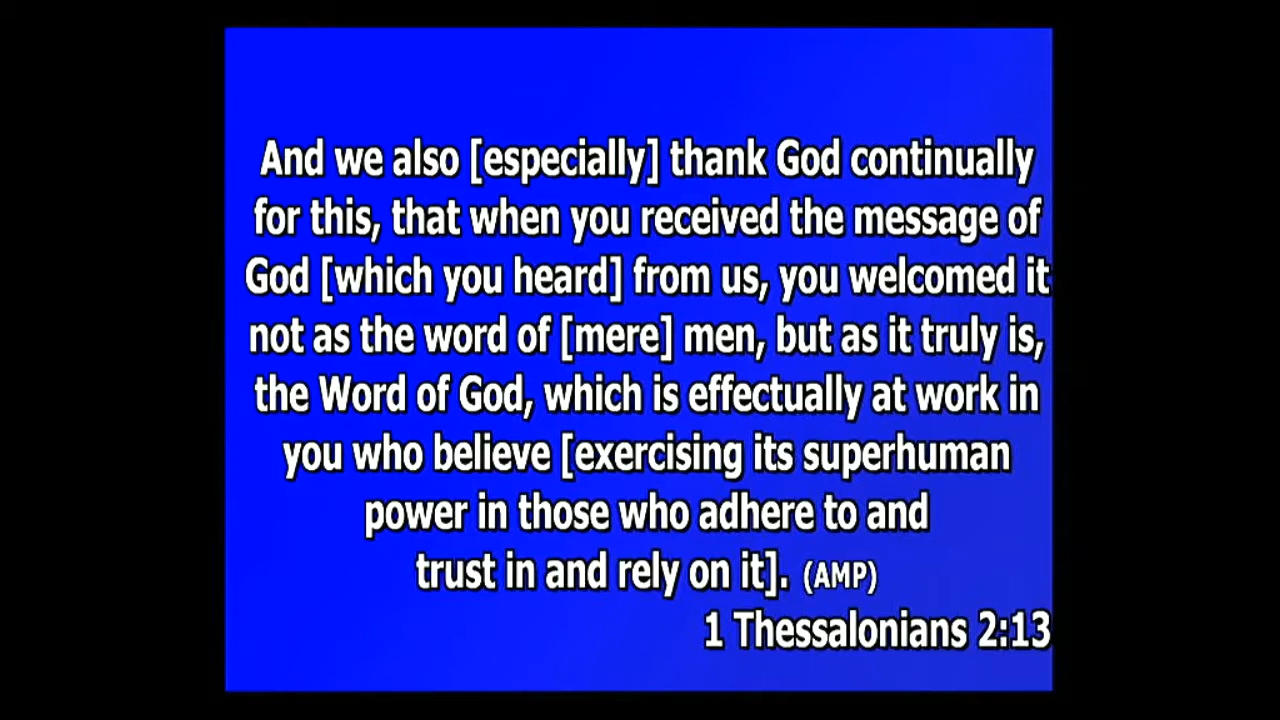 And we also [especially] thank God continually
for this, that when you received the message of
God [which you heard] from us, you welcomed it
not as the word of [mere] men, but as it truly is,
the Word of God, which is effectually at work in
you who believe [exercising its superhuman
power in those who adhere to and
trust in and rely on it]. (AMP)
1 Thessalonians 2:13